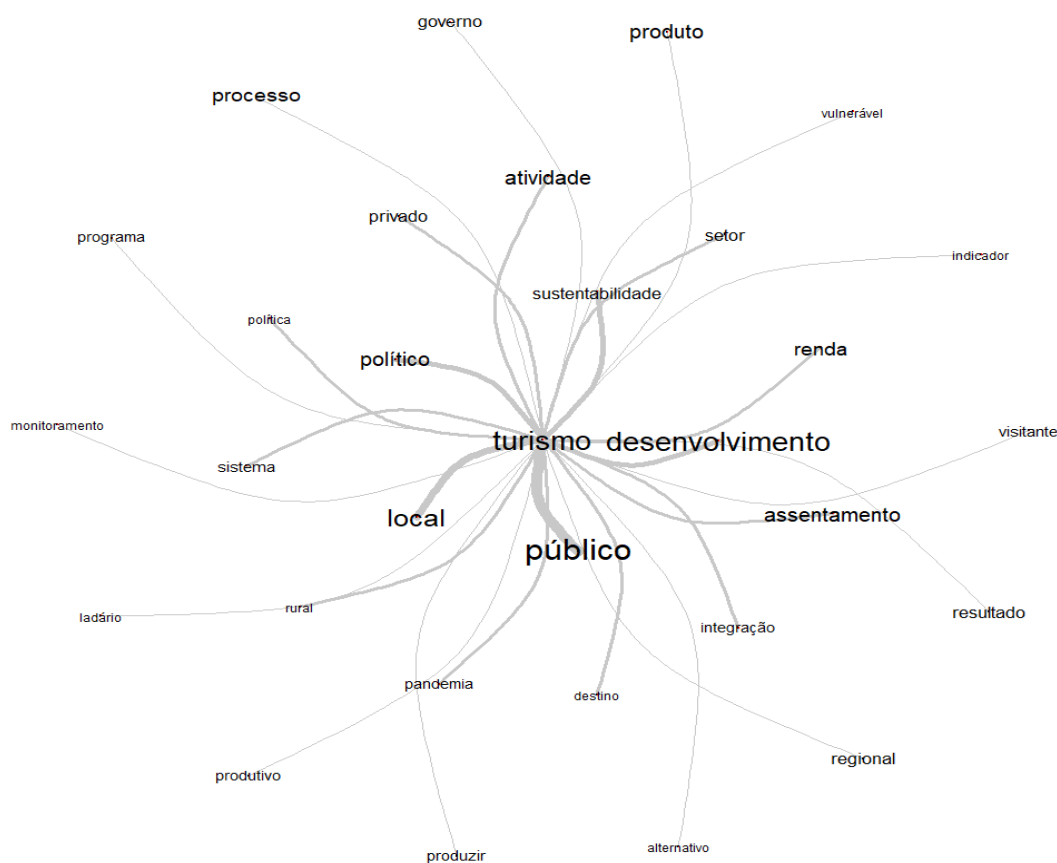 governo
produto
processo
vulnerável
atividade
privado
setor
programa
indicador
sustentabilidade
política
político
renda
monitoramento
visitante
turismo desenvolvimento
sistema
local
assentamento
público
rural
ladário
resultado
integração
pandemia
destino
regional
produtivo
alternativo
produzir